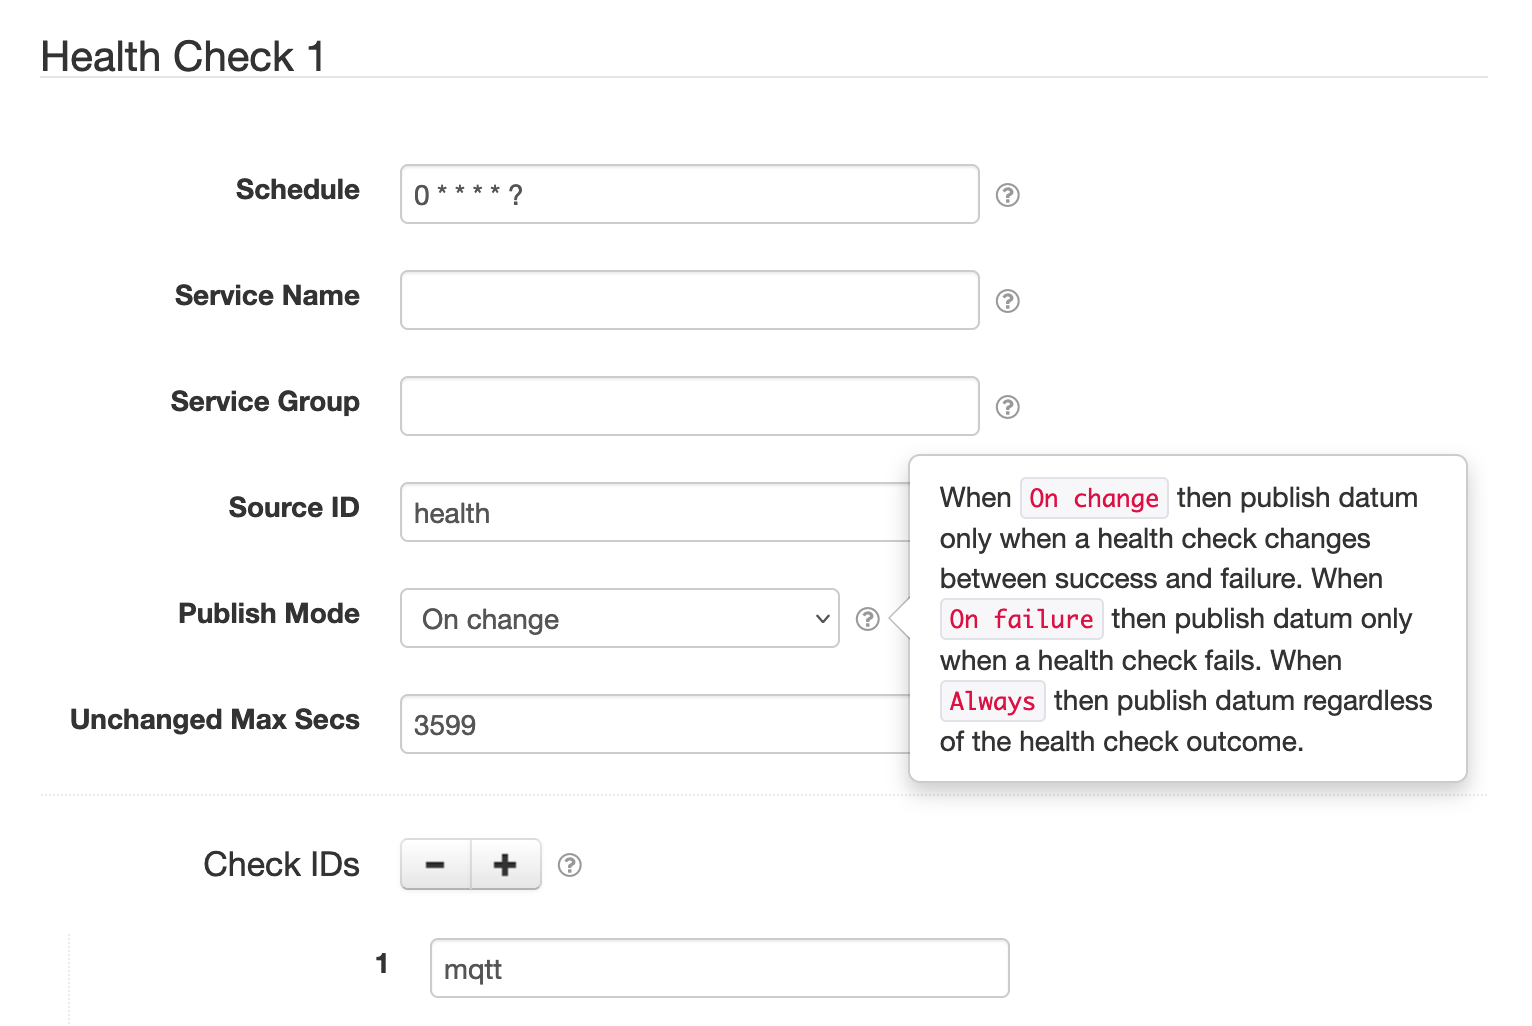 Health Check 1
Schedule
0 * * * * ?
Service Name
Service Group
Source ID
health
Publish Mode
On change
Unchanged Max Secs
3599
When On change then publish datum
only when a health check changes
between success and failure. When
On failure then publish datum only
when a health check fails. When
Always then publish datum regardless
of the health check outcome.
Check IDs
1
mqtt